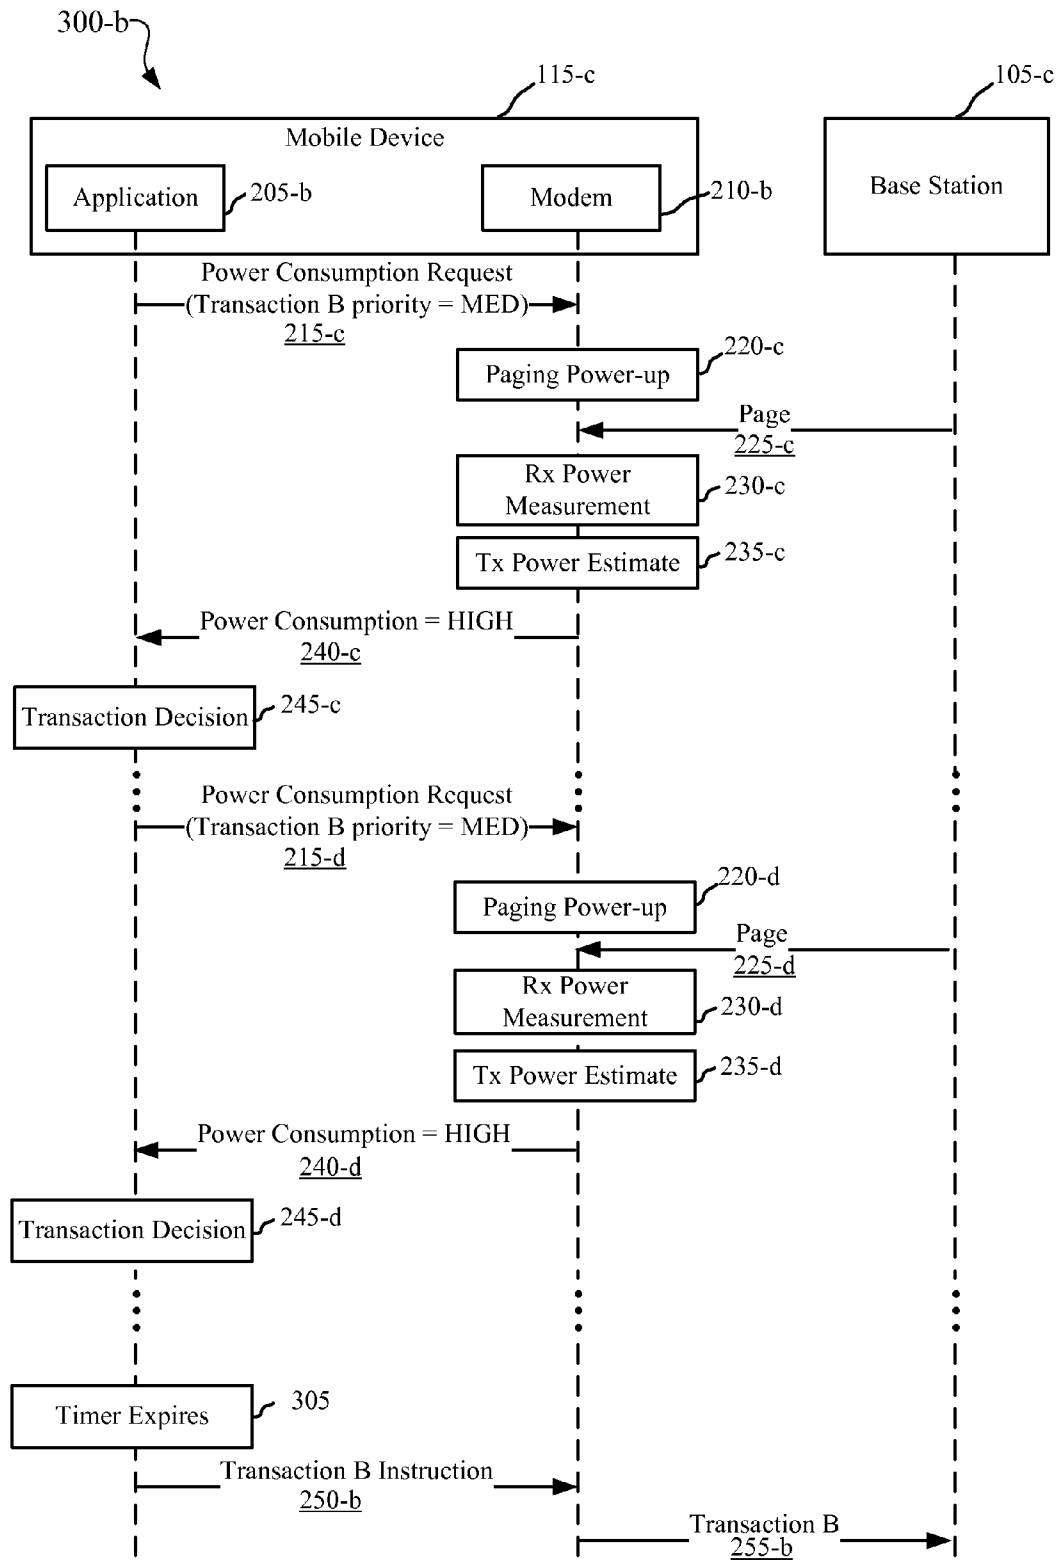 300-b
115-c
105-c
Mobile Device
Application
205-b
Modem
210-b
Base Station
Power Consumption Request
(Transaction B priority = MED)
215-c
Paging Power-up
220-c
Page
225-c
Rx Power
Measurement
230-c
Tx Power Estimate
235-c
Power Consumption = HIGH
240-c
Transaction Decision
245-c
Power Consumption Request
(Transaction B priority = MED)
215-d
Paging Power-up
220-d
Page
225-d
Rx Power
Measurement
230-d
Tx Power Estimate
235-d
Power Consumption = HIGH
240-d
Transaction Decision
245-d
Timer Expires
305
Transaction B Instruction
250-b
Transaction B
255-b